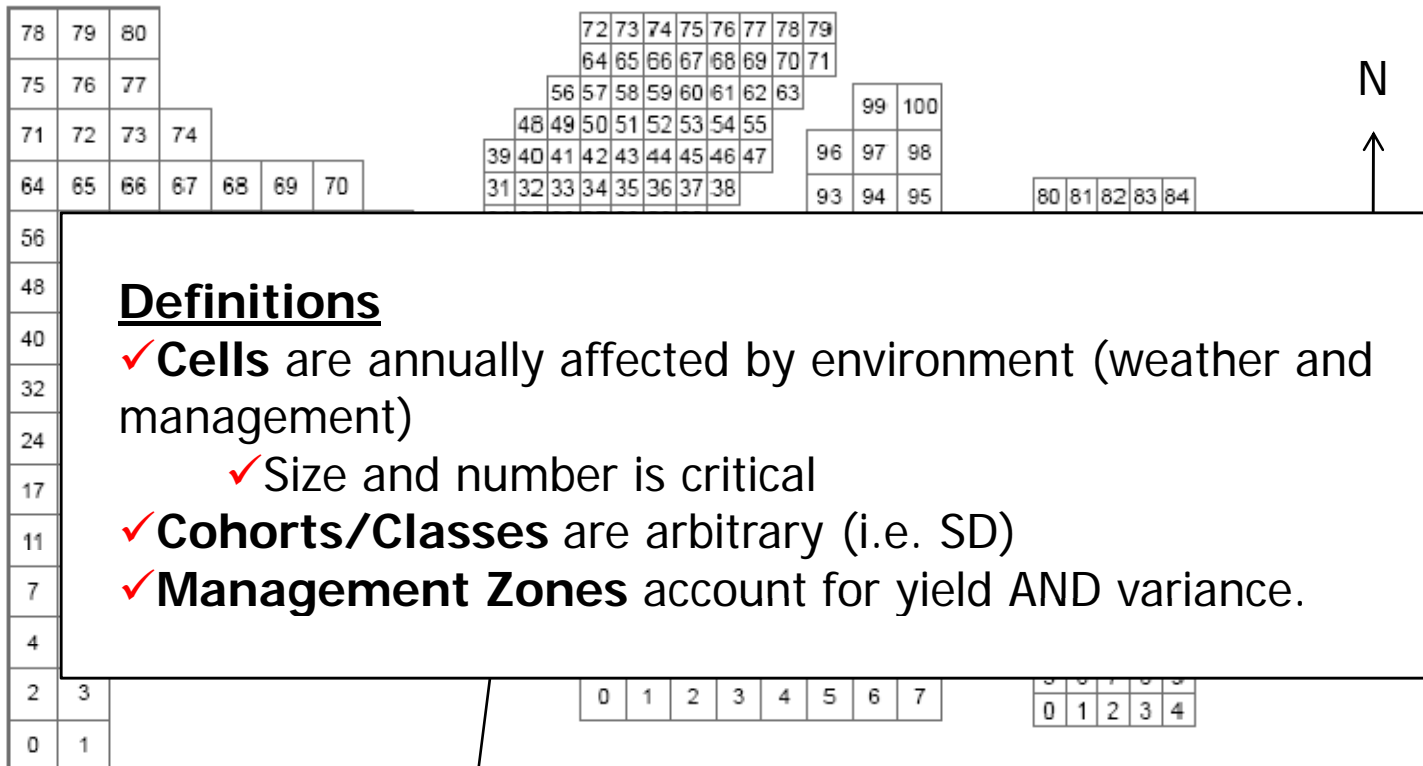 78 79 80
75 76 77
71 72 73 74
64 65 66 67 68 69 70
56
48
40
32
24
17
11
7
4
2 3
0 1
72 73 74 75 76 77 78 79
64 65 66 67 68 69 70 71
56 57 58 59 60 61 62 63
48 49 50 51 52 53 54 55
39 40 41 42 43 44 45 46 47
31 32 33 34 35 36 37 38
99 100
96 97 98
93 94 95
80 81 82 83 84
N
Definitions
✓Cells are annually affected by environment (weather and
management)
✓Size and number is critical
✓Cohorts/Classes are arbitrary (i.e. SD)
✓Management Zones account for yield AND variance.
0 1 2 3 4 5 6 7
0 1 2 3 4